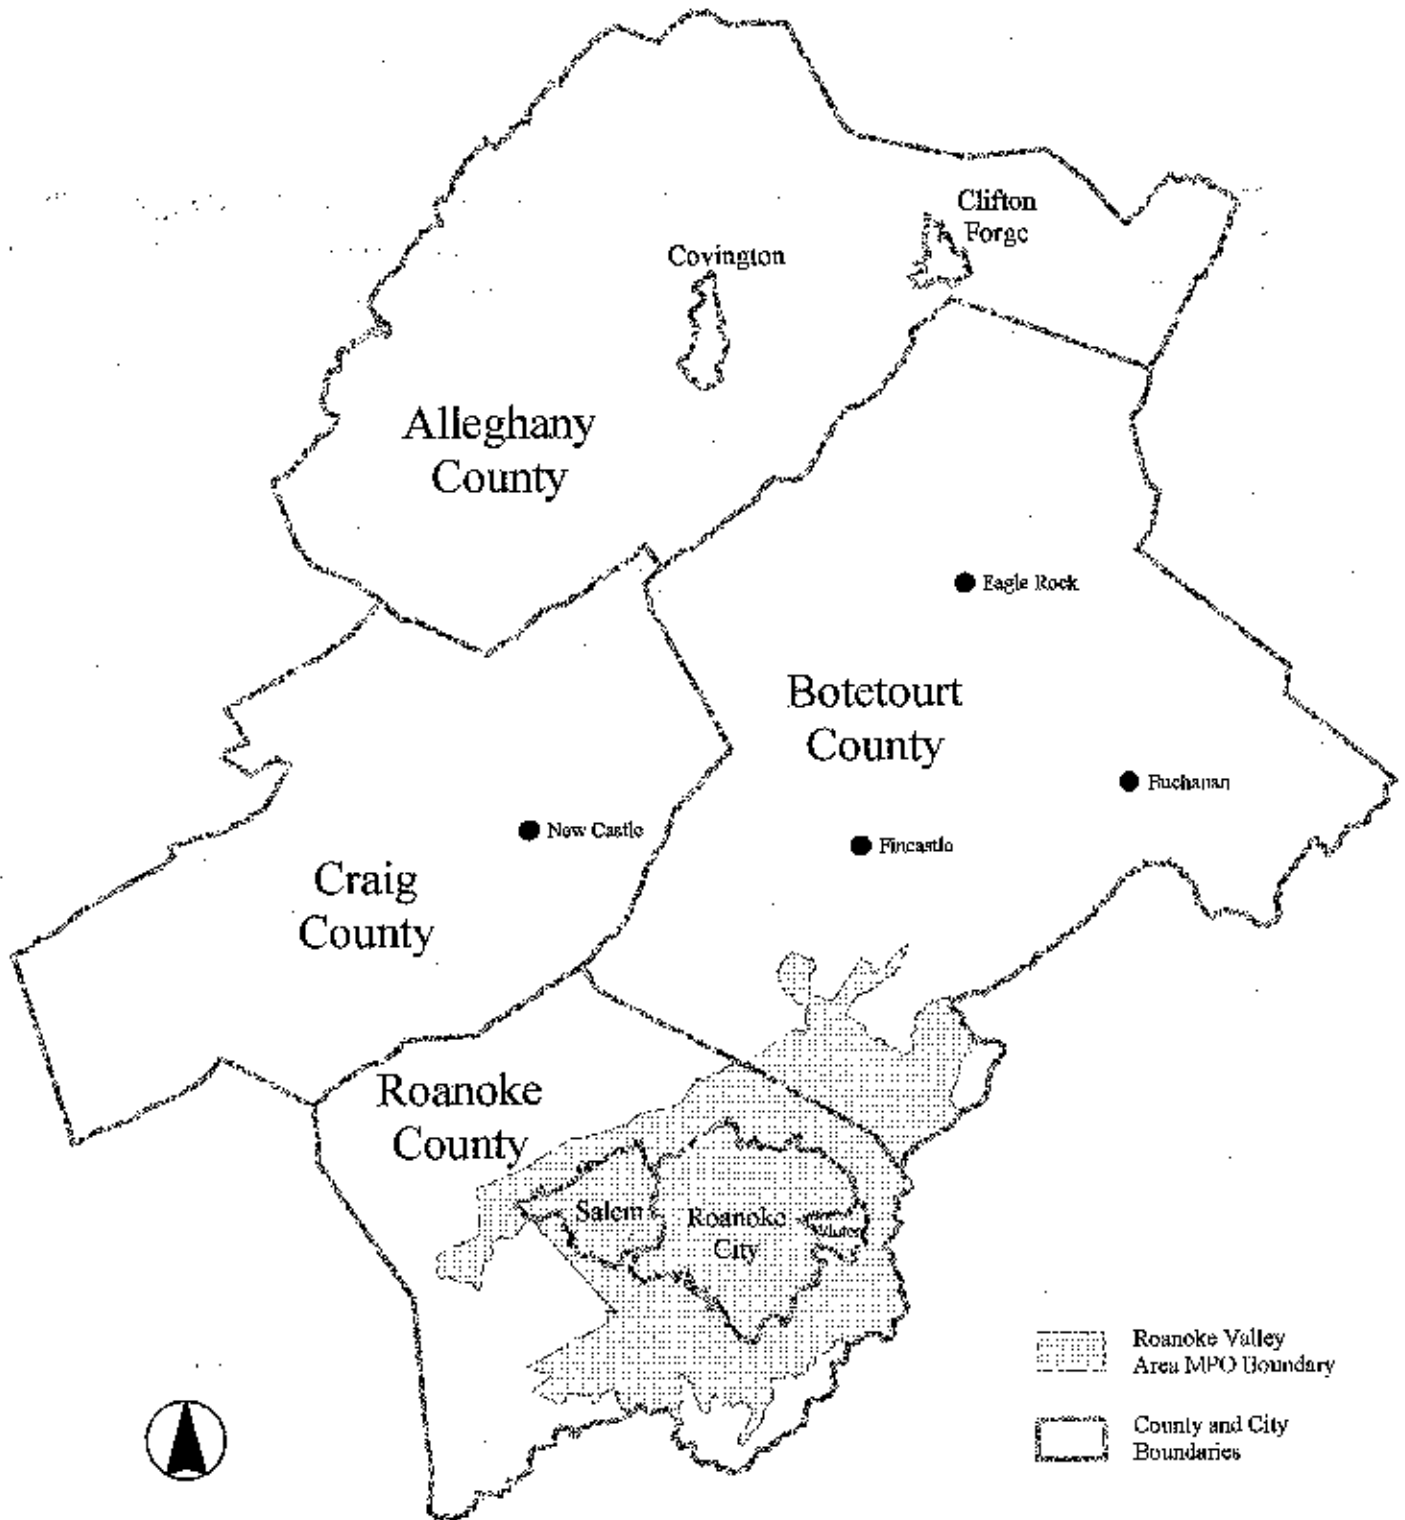 Clifton
Forge
Covington
Alleghany
County
Eagle Rock
Botetourt
County
Buchanan
New Castle
Fincastle
Craig
County
Roanoke
County
Salem
Roanoke
City
Roanoke Valley
Area MPO Boundary
County and City
Boundaries